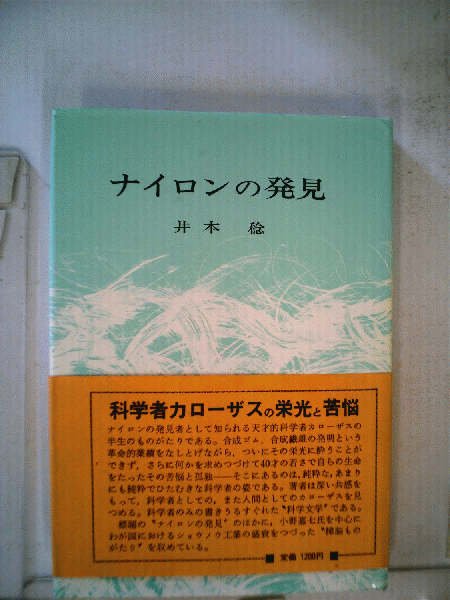 ナイロンの発見
井本 稔
科学者カローザスの栄光と苦悩
ナイロンの発見者として知られる天才的科学者カローザスの
半生のものがたりである。合成ゴム、合成繊維の発明という
革命的業績をなしとげながら、ついにその栄光に酔うことが
できず、さらに何かを求めつづけて40才の若さで自らの生命
をたったその苦悩と孤独――そこにあるのは、純粋な、あまり
にも純粋でひたむきな科学者の姿である。著者は深い共感を
もって、科学者としての、また人間としてのカローザスを見
つめる。科学者のみの書きうるすぐれた“科学文学”である。
標題の“ナイロンの発見”のほかに、小野嘉七氏を中心に
わが国におけるショウノウ工業の盛衰をつづった“樟脳もの
がたり”を収めている。
■ 定価 1200円 ■